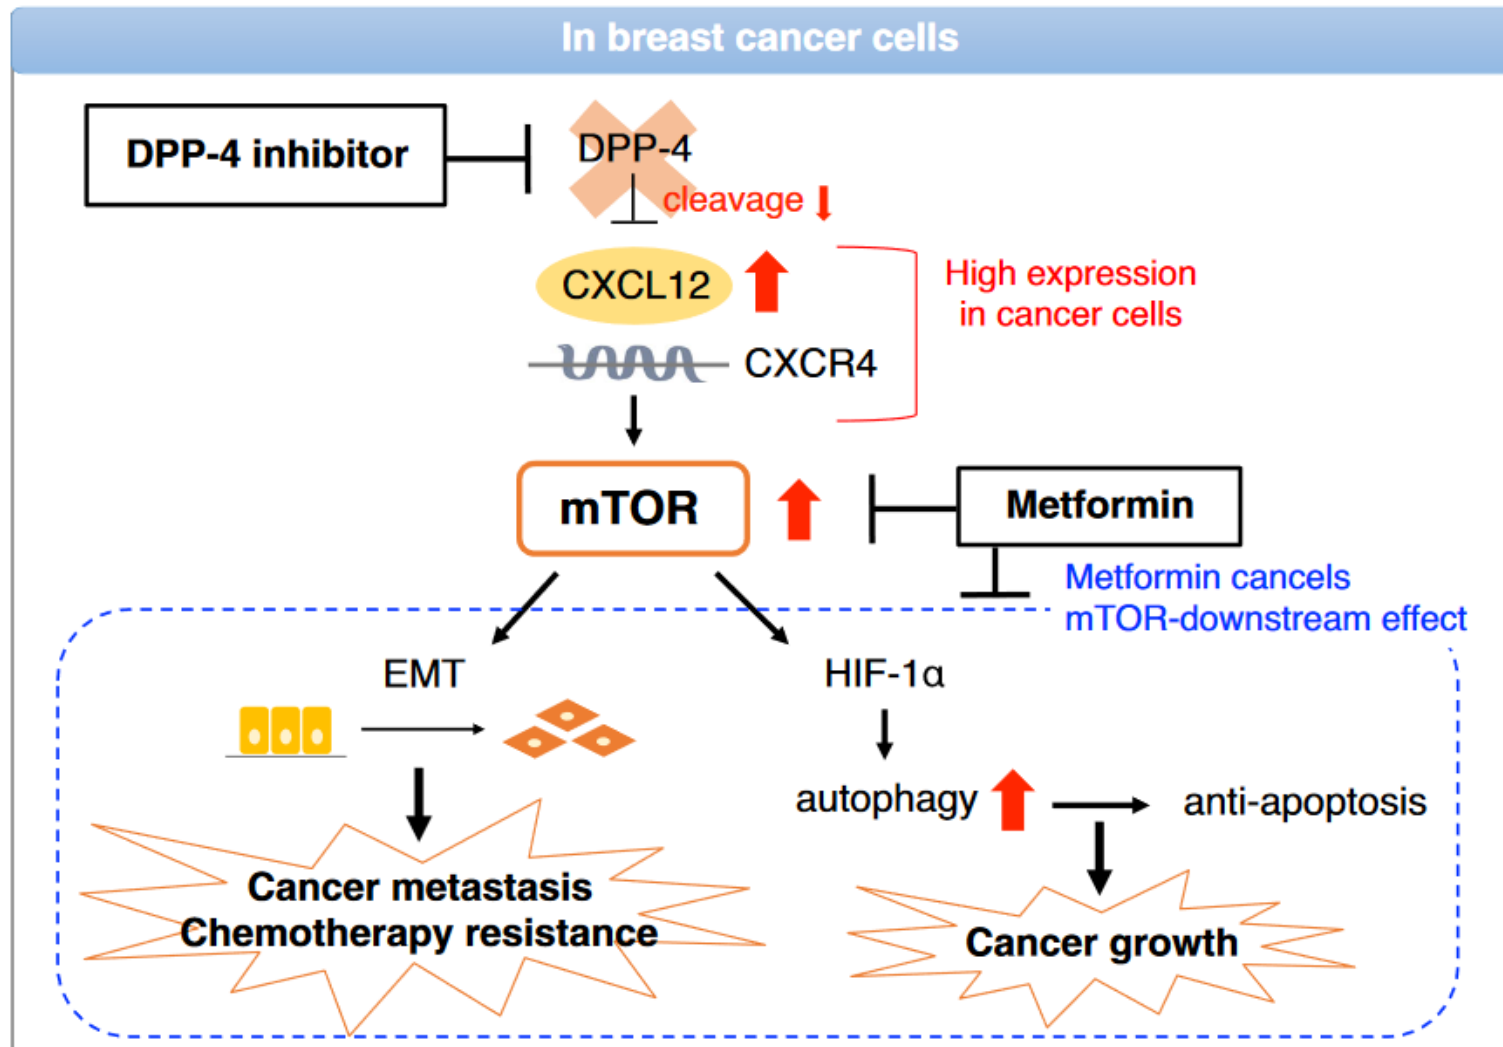 In breast cancer cells
DPP-4 inhibitor
DPP-4
cleavage
CXCL12
High expression
in cancer cells
CXCR4
mTOR
Metformin
Metformin cancels
mTOR-downstream effect
EMT
HIF-1α
autophagy
anti-apoptosis
Cancer metastasis
Chemotherapy resistance
Cancer growth